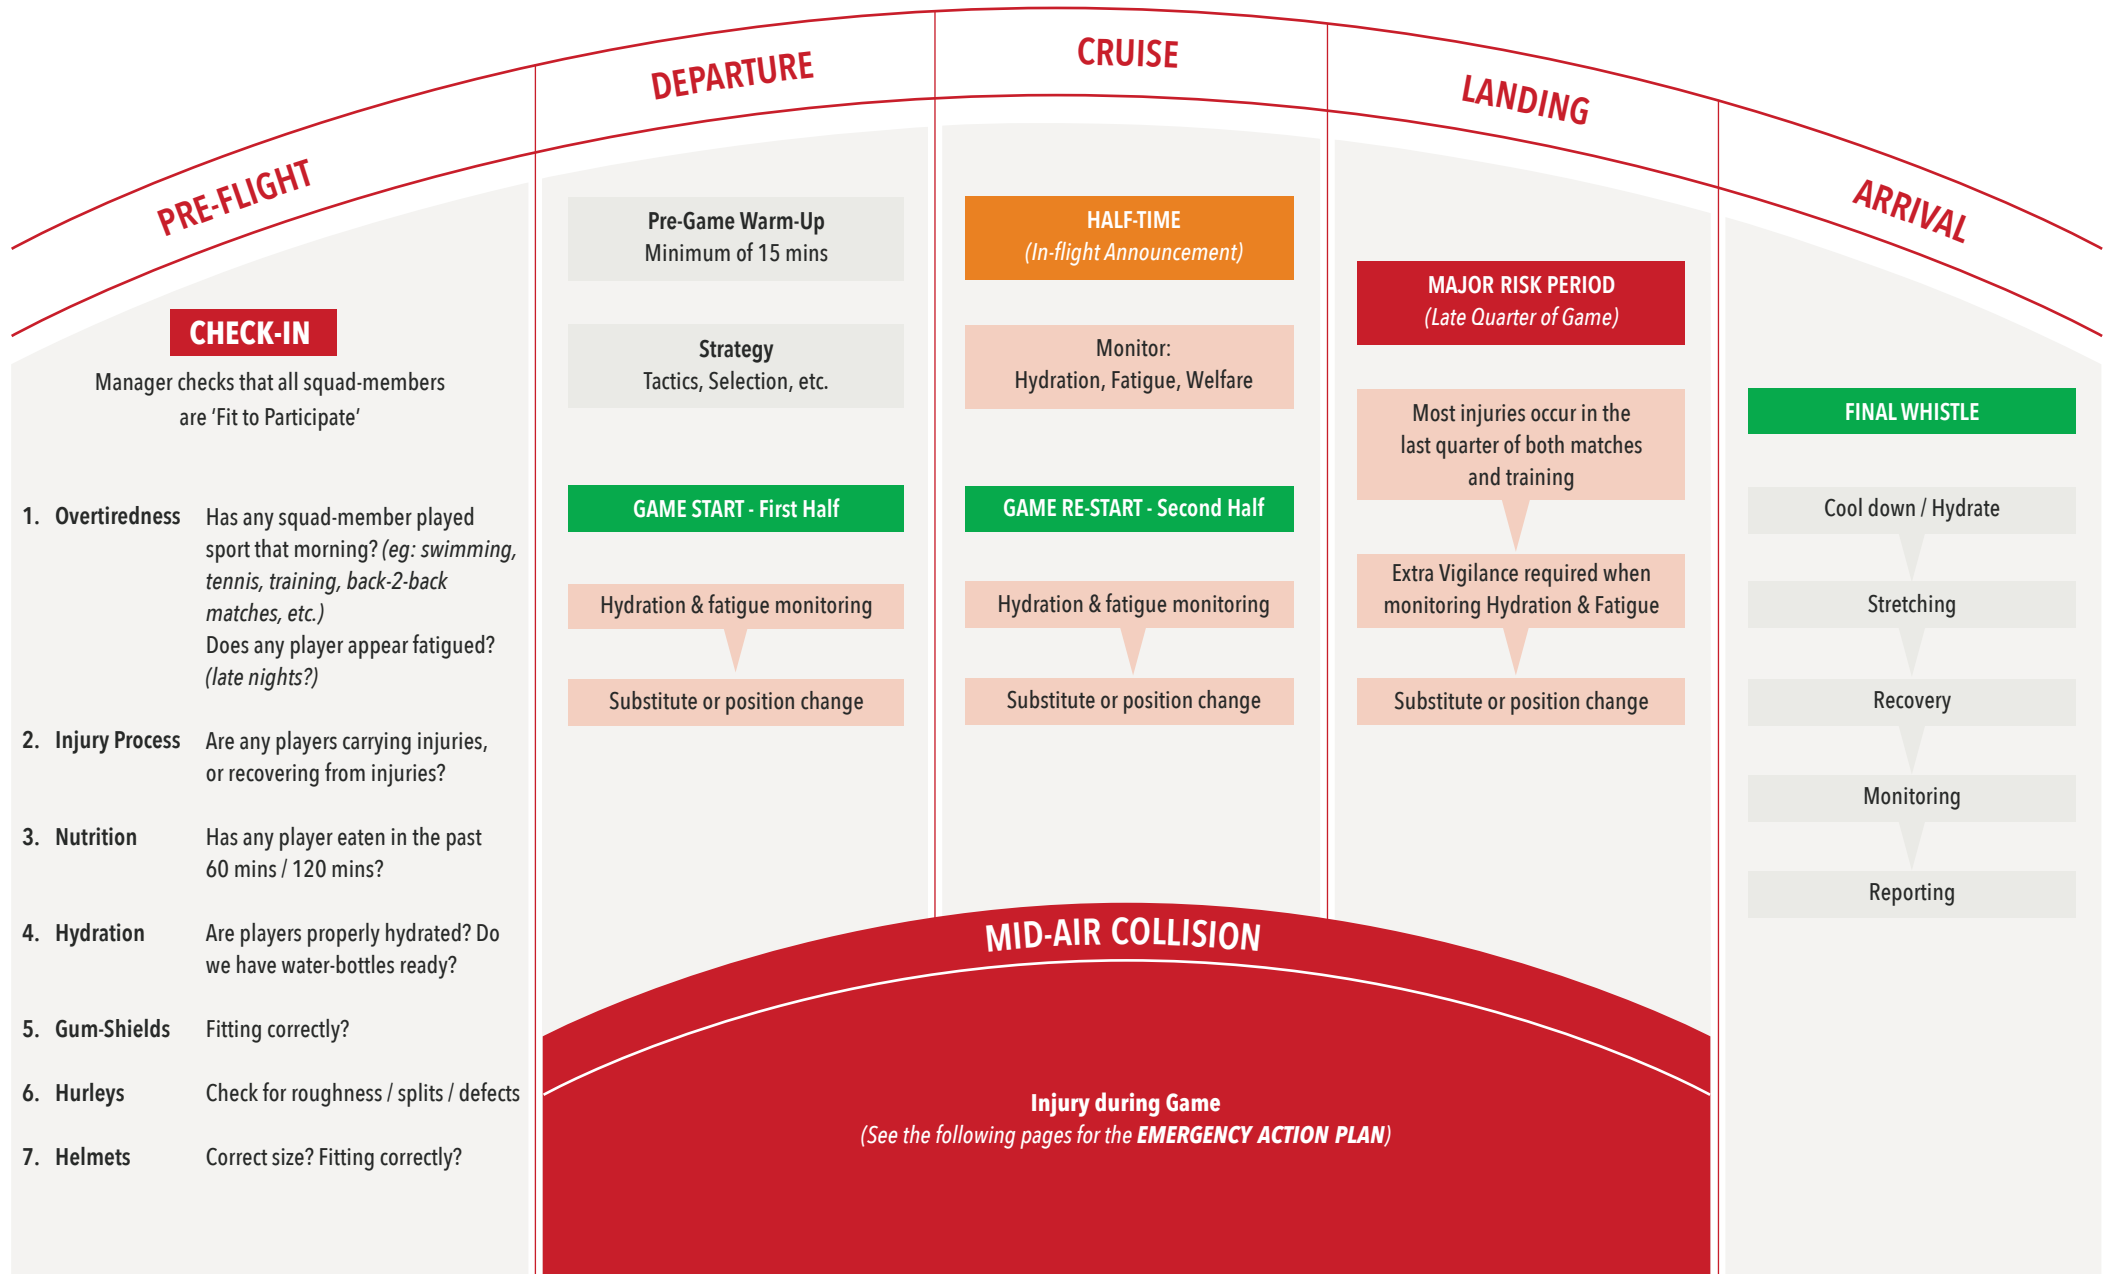 PRE-FLIGHT
CHECK-IN
Manager checks that all squad-members
are ‘Fit to Participate’
1. Overtiredness Has any squad-member played
sport that morning? (eg: swimming,
tennis, training, back-2-back
matches, etc.)
Does any player appear fatigued?
(late nights?)
2. Injury Process Are any players carrying injuries,
or recovering from injuries?
3. Nutrition Has any player eaten in the past
60 mins / 120 mins?
4. Hydration Are players properly hydrated? Do
we have water-bottles ready?
5. Gum-Shields Fitting correctly?
6. Hurleys Check for roughness / splits / defects
7. Helmets Correct size? Fitting correctly?
DEPARTURE
Pre-Game Warm-Up
Minimum of 15 mins
Strategy
Tactics, Selection, etc.
GAME START - First Half
Hydration & fatigue monitoring
Substitute or position change
CRUISE
HALF-TIME
(In-flight Announcement)
Monitor:
Hydration, Fatigue, Welfare
GAME RE-START - Second Half
Hydration & fatigue monitoring
Substitute or position change
LANDING
MAJOR RISK PERIOD
(Late Quarter of Game)
Most injuries occur in the
last quarter of both matches
and training
Extra Vigilance required when
monitoring Hydration & Fatigue
Substitute or position change
ARRIVAL
FINAL WHISTLE
Cool down / Hydrate
Stretching
Recovery
Monitoring
Reporting
MID-AIR COLLISION
Injury during Game
(See the following pages for the EMERGENCY ACTION PLAN)